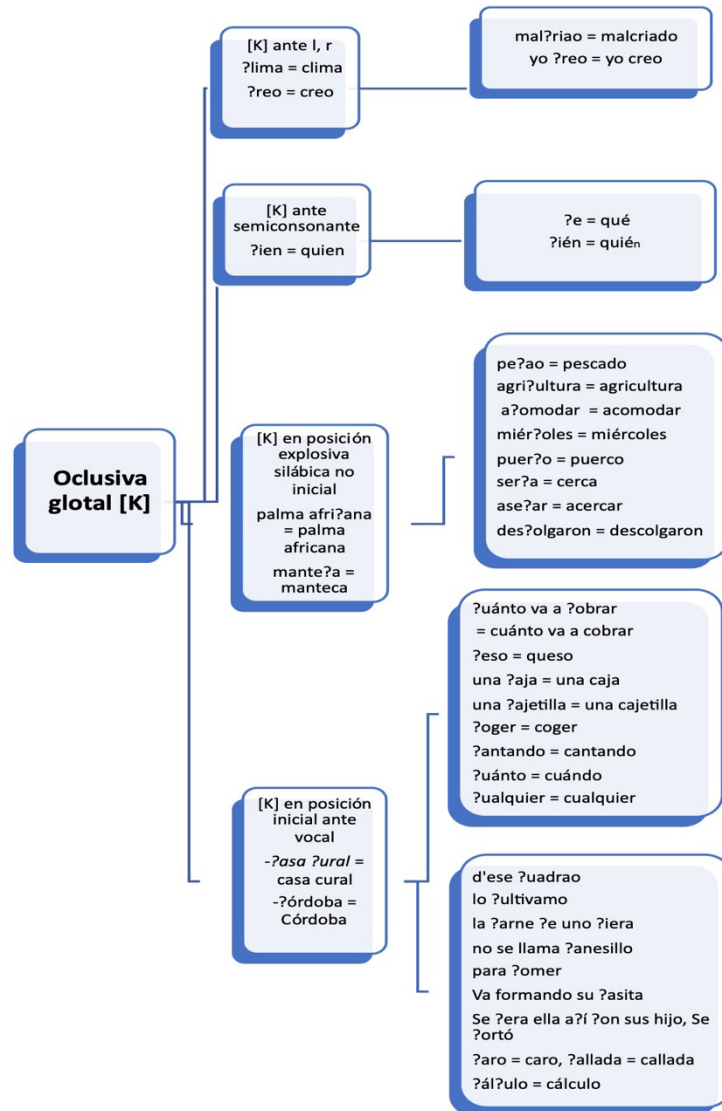 [K] ante l, r
?lima = clima
?reo = creo
mal?riao = malcriado
yo ?reo = yo creo
[K] ante
semiconsonante
?ien = quien
?e = qué
?ién = quién
Oclusiva
glotal [K]
[K] en posición
explosiva
silábica no
inicial
palma afri?ana
= palma
africana
mante?a =
manteca
pe?ao = pescado
agri?ultura = agricultura
a?omodar = acomodar
miér?oles = miércoles
puer?o = puerco
ser?a = cerca
ase?ar = acercar
des?olgaron = descolgaron
[K] en posición
inicial ante
vocal
-?asa ?ural =
casa cural
-?órdoba =
Córdoba
?uánto va a ?obrar
= cuánto va a cobrar
?eso = queso
una ?aja = una caja
una ?ajetilla = una cajetilla
?oger = coger
?antando = cantando
?uánto = cuándo
?ualquier = cualquier
d'ese ?uadrao
lo ?ultivamo
la ?arne ?e uno ?iera
no se llama ?anesillo
para ?omer
Va formando su ?asita
Se ?era ella a?í ?on sus hijo, Se
?ortó
?aro = caro, ?allada = callada
?ál?ulo = cálculo